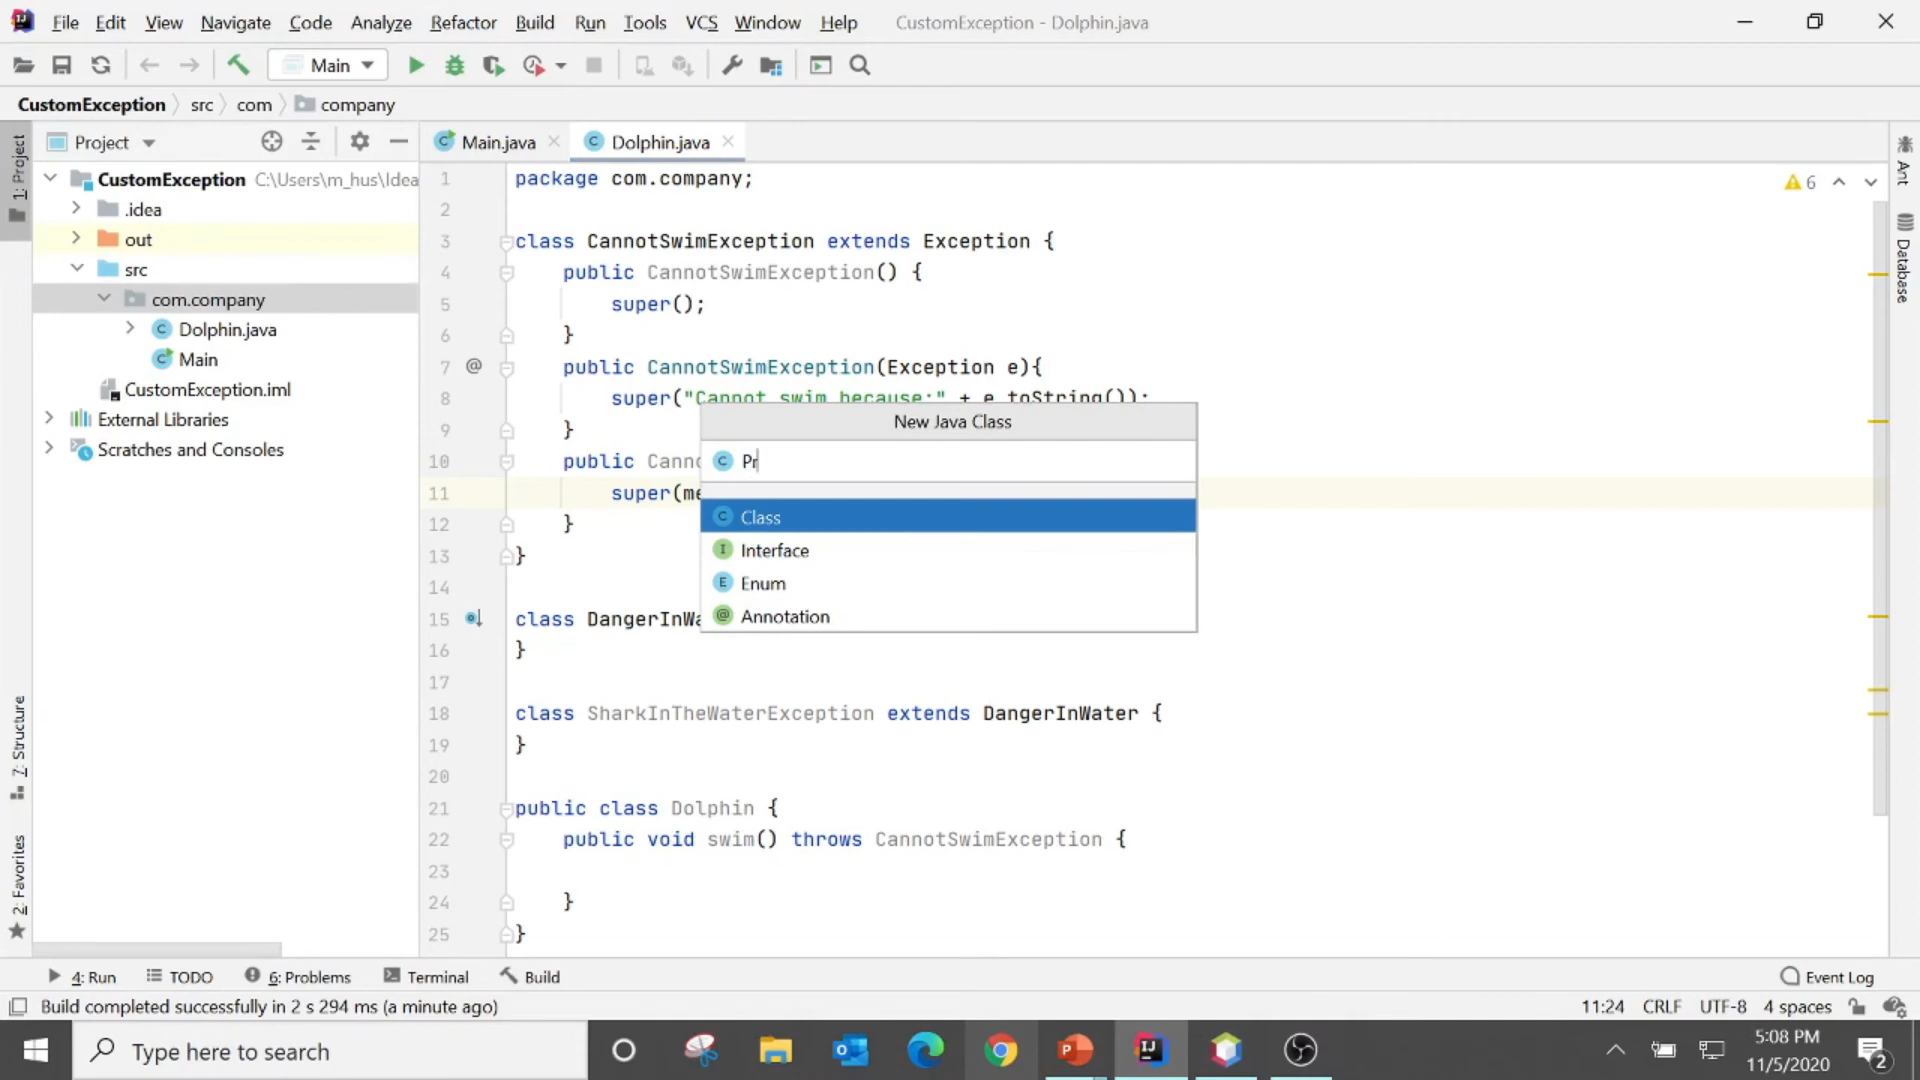 File Edit View Navigate Code Analyze Refactor Build Run Tools VCS Window Help CustomException - Dolphin.java
Main
CustomException src com company
1: Project
Project
CustomException C:\Users\m_hus\Idea
.idea
out
src
com.company
Dolphin.java
Main
CustomException.iml
External Libraries
Scratches and Consoles
7: Structure
2: Favorites
Main.java Dolphin.java
6
Ant
Database
1 package com.company;
2
3 class CannotSwimException extends Exception {
4 public CannotSwimException() {
5 super();
6 }
7 @ public CannotSwimException(Exception e){
8 super("Cannot swim because:" + e.toString());
9 }
10 public Canno
11 super(me
12 }
13 }
14
15 class DangerInWa
16 }
17
18 class SharkInTheWaterException extends DangerInWater {
19 }
20
21 public class Dolphin {
22 public void swim() throws CannotSwimException {
23
24 }
25 }
New Java Class
C Pr
C Class
I Interface
E Enum
@ Annotation
4: Run TODO 6: Problems Terminal Build Event Log
Build completed successfully in 2 s 294 ms (a minute ago) 11:24 CRLF UTF-8 4 spaces
Type here to search
5:08 PM
11/5/2020
2